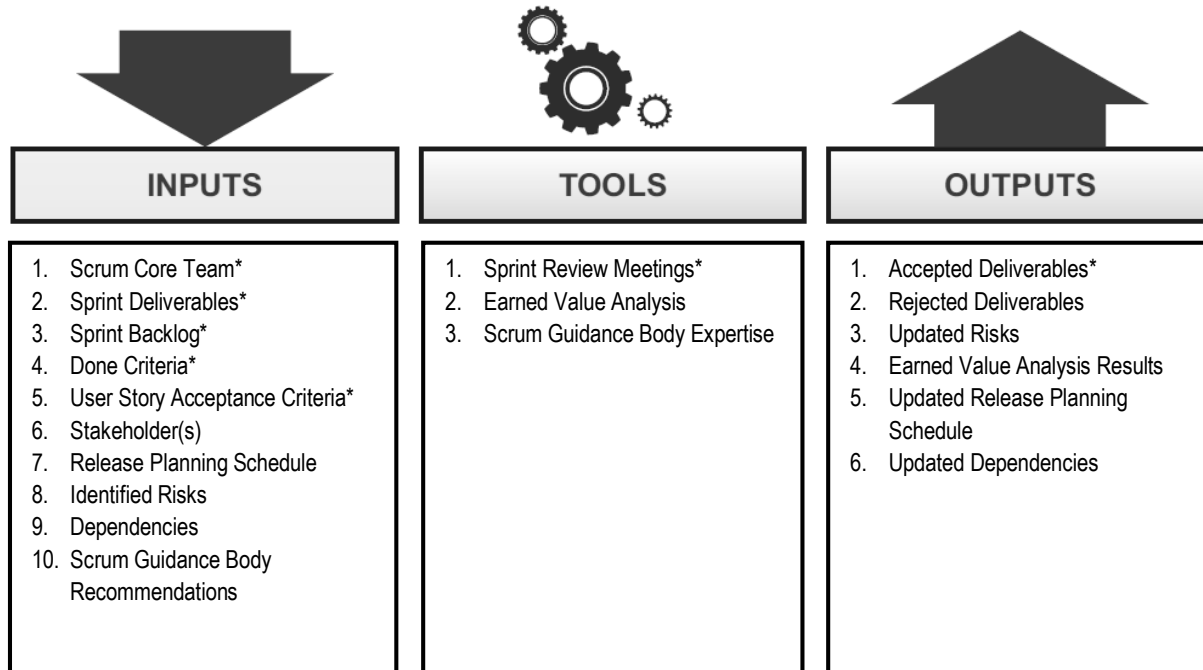 INPUTS
1. Scrum Core Team*
2. Sprint Deliverables*
3. Sprint Backlog*
4. Done Criteria*
5. User Story Acceptance Criteria*
6. Stakeholder(s)
7. Release Planning Schedule
8. Identified Risks
9. Dependencies
10. Scrum Guidance Body
Recommendations
TOOLS
1. Sprint Review Meetings*
2. Earned Value Analysis
3. Scrum Guidance Body Expertise
OUTPUTS
1. Accepted Deliverables*
2. Rejected Deliverables
3. Updated Risks
4. Earned Value Analysis Results
5. Updated Release Planning
Schedule
6. Updated Dependencies